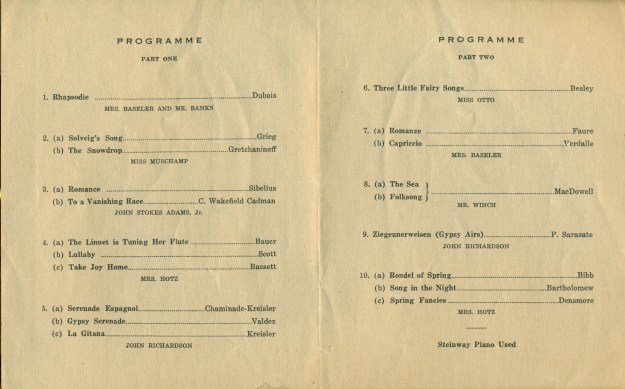 PROGRAMME
PART ONE
1. Rhapsodie ........ Dubois
MRS. BASELER AND MR. BANKS
2. (a) Solveig's Song ........ Grieg
(b) The Snowdrop ........ Gretchaninoff
MISS MUSCHAMP
3. (a) Romance ........ Sibelius
(b) To a Vanishing Race ........ C. Wakefield Cadman
JOHN STOKES ADAMS, Jr.
4. (a) The Linnet is Tuning Her Flute ........ Bauer
(b) Lullaby ........ Scott
(c) Take Joy Home ........ Bassett
MRS. HOTZ
5. (a) Serenade Espagnol ........ Chaminade-Kreisler
(b) Gypsy Serenade ........ Valdez
(c) La Gitana ........ Kreisler
JOHN RICHARDSON
PROGRAMME
PART TWO
6. Three Little Fairy Songs ........ Besley
MISS OTTO
7. (a) Romanze ........ Faure
(b) Capriccio ........ Verdalle
MRS. BASELER
8. (a) The Sea
(b) Folksong } ........ MacDowell
MR. WINCH
9. Ziegeunerweisen (Gypsy Airs) ........ P. Sarasate
JOHN RICHARDSON
10. (a) Rondel of Spring ........ Bibb
(b) Song in the Night ........ Bartholomew
(c) Spring Fancies ........ Densmore
MRS. HOTZ
Steinway Piano Used